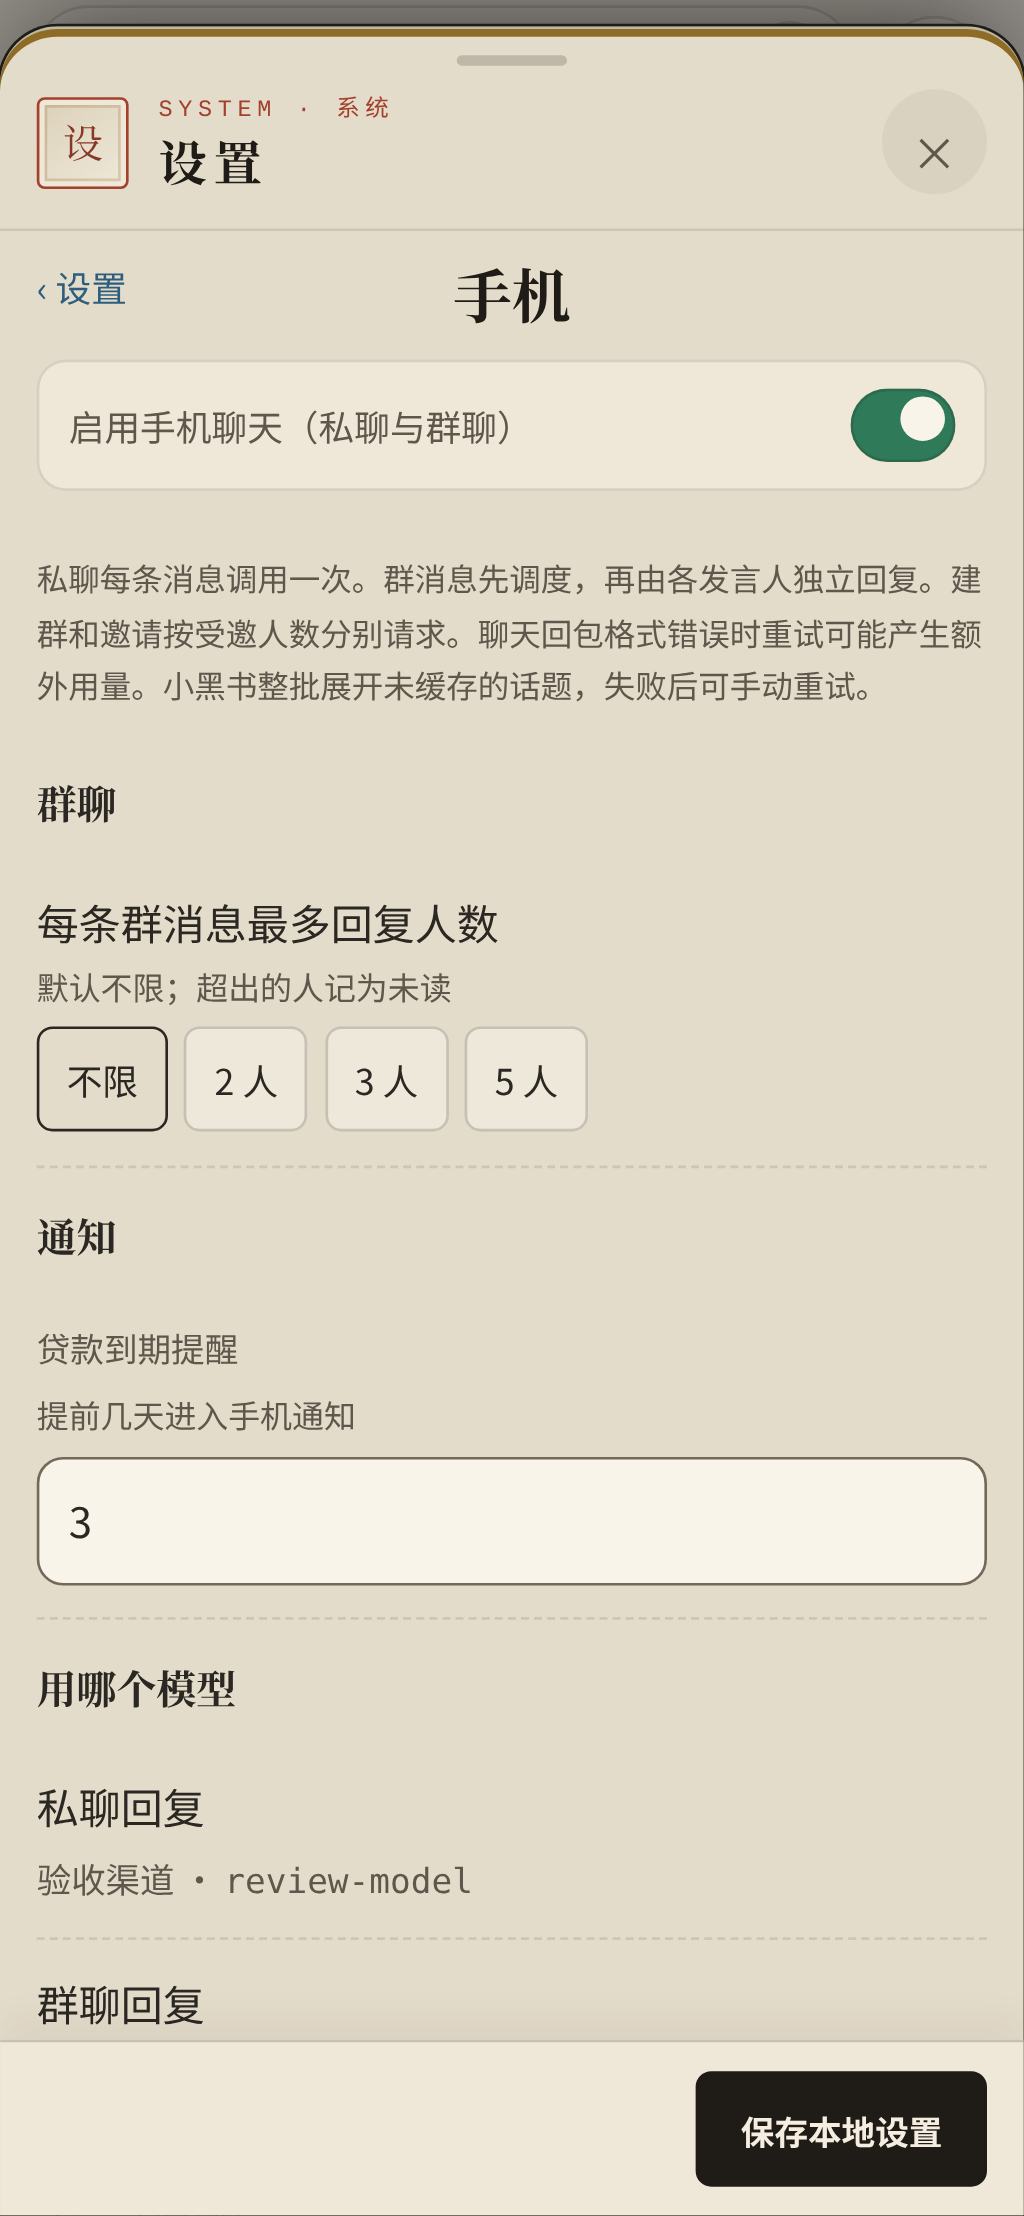 设
SYSTEM · 系统
设置
‹ 设置
手机
启用手机聊天（私聊与群聊）
私聊每条消息调用一次。群消息先调度，再由各发言人独立回复。建
群和邀请按受邀人数分别请求。聊天回包格式错误时重试可能产生额
外用量。小黑书整批展开未缓存的话题，失败后可手动重试。
群聊
每条群消息最多回复人数
默认不限；超出的人记为未读
不限 2 人 3 人 5 人
通知
贷款到期提醒
提前几天进入手机通知
3
用哪个模型
私聊回复
验收渠道 · review-model
群聊回复
保存本地设置